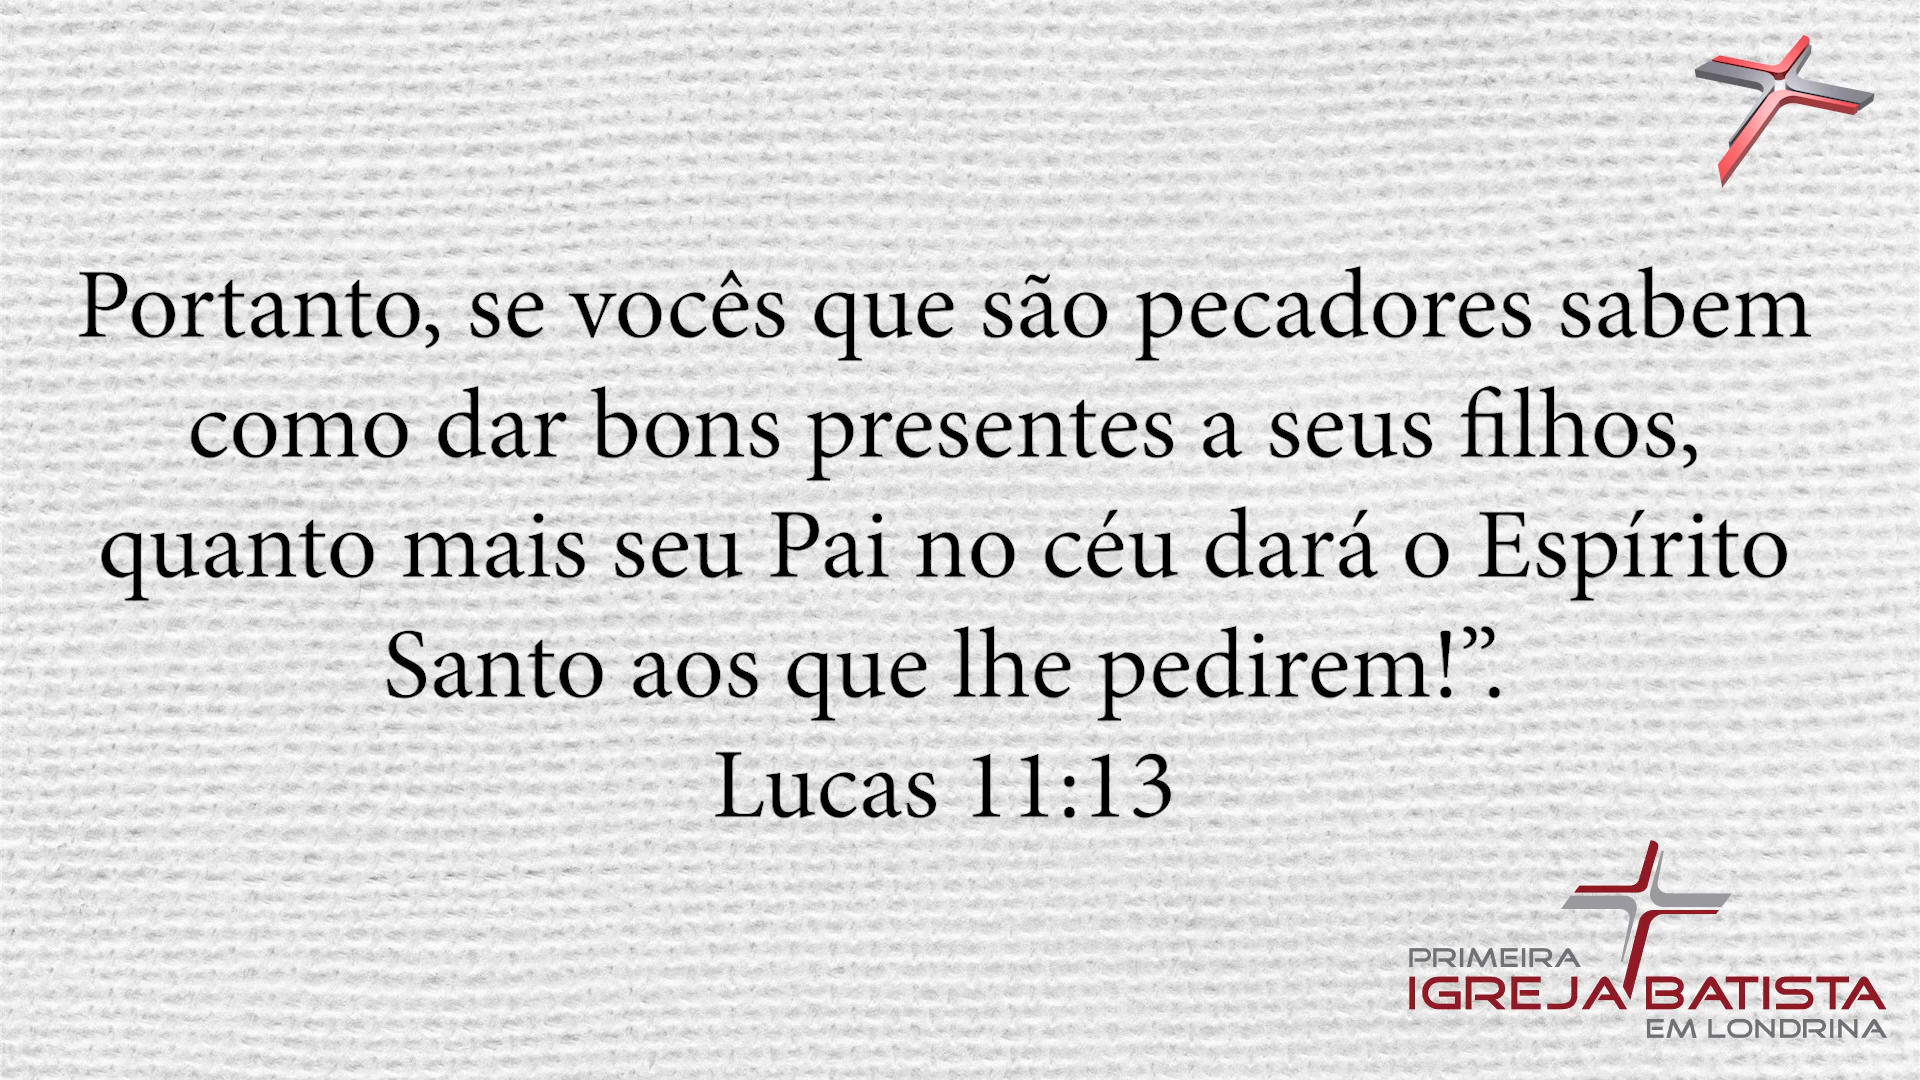 Portanto, se vocês que são pecadores sabem
como dar bons presentes a seus filhos,
quanto mais seu Pai no céu dará o Espírito
Santo aos que lhe pedirem!”.
Lucas 11:13
PRIMEIRA
IGREJA BATISTA
EM LONDRINA